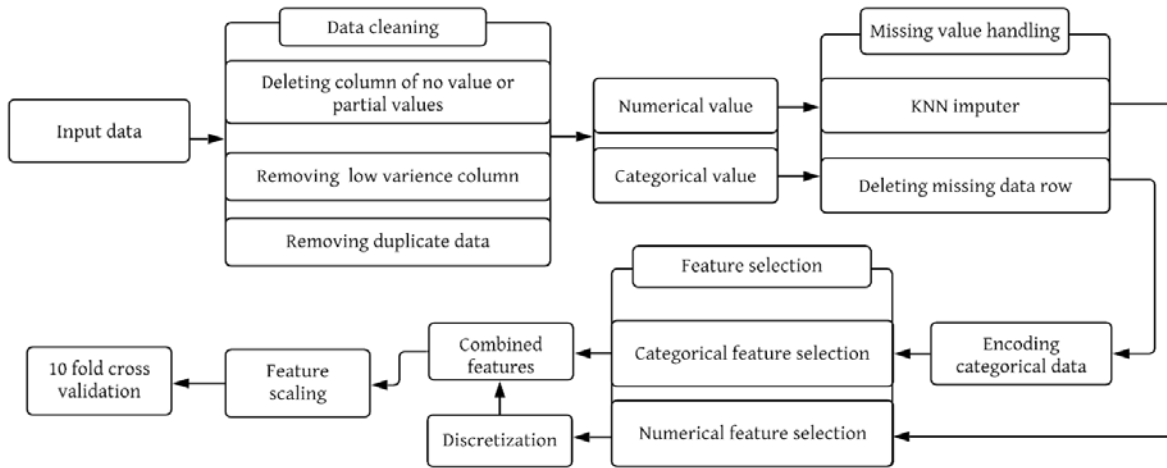 Data cleaning
Deleting column of no value or
partial values
Input data
Removing low varience column
Removing duplicate data
Numerical value
Categorical value
Missing value handling
KNN imputer
Deleting missing data row
Feature selection
Categorical feature selection
Numerical feature selection
Encoding
categorical data
Combined
features
Discretization
Feature
scaling
10 fold cross
validation